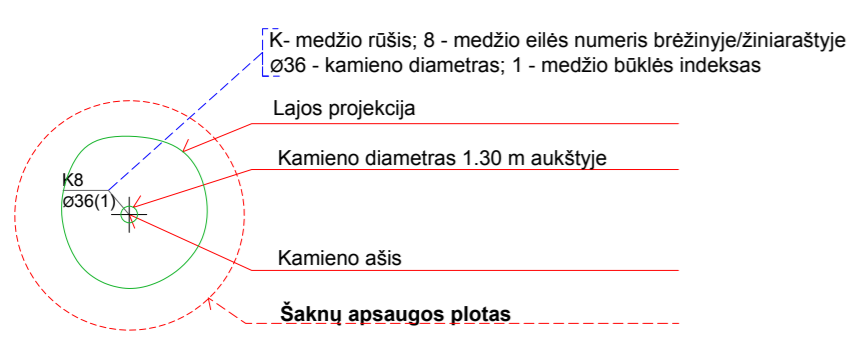 K- medžio rūšis; 8 - medžio eilės numeris brėžinyje/žiniaraštyje
Ø36 - kamieno diametras; 1 - medžio būklės indeksas
Lajos projekcija
Kamieno diametras 1.30 m aukštyje
K8
Ø36(1)
Kamieno ašis
Šaknų apsaugos plotas